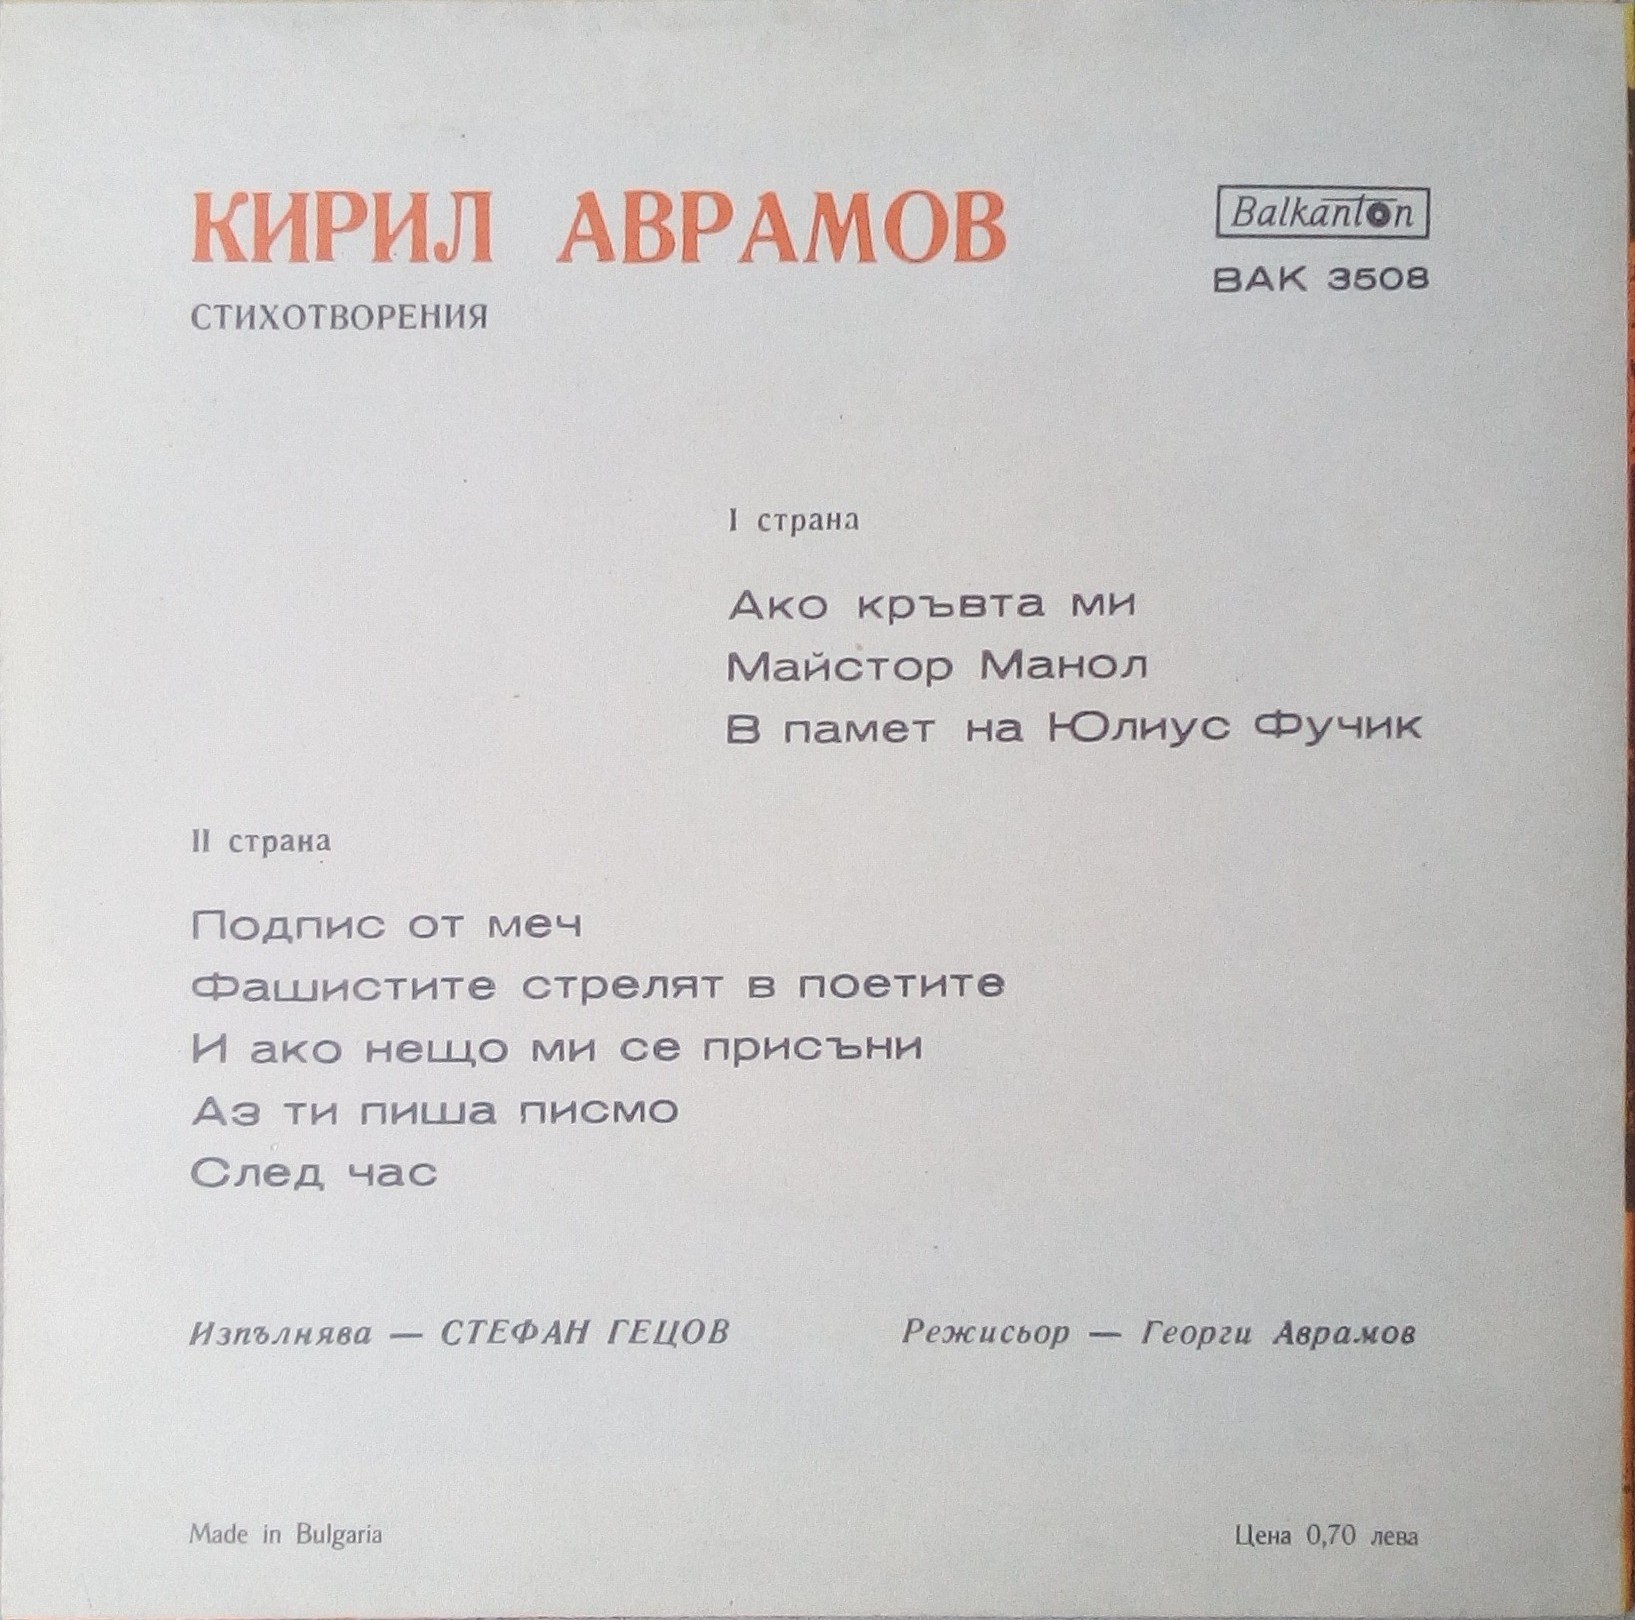 КИРИЛ АВРАМОВ
СТИХОТВОРЕНИЯ
Balkanton
ВАК 3508
I страна
Ако кръвта ми
Майстор Манол
В памет на Юлиус Фучик
II страна
Подпис от меч
Фашистите стрелят в поетите
И ако нещо ми се присъни
Аз ти пиша писмо
След час
Изпълнява — СТЕФАН ГЕЦОВ
Режисьор — Георги Аврамов
Made in Bulgaria
Цена 0,70 лева